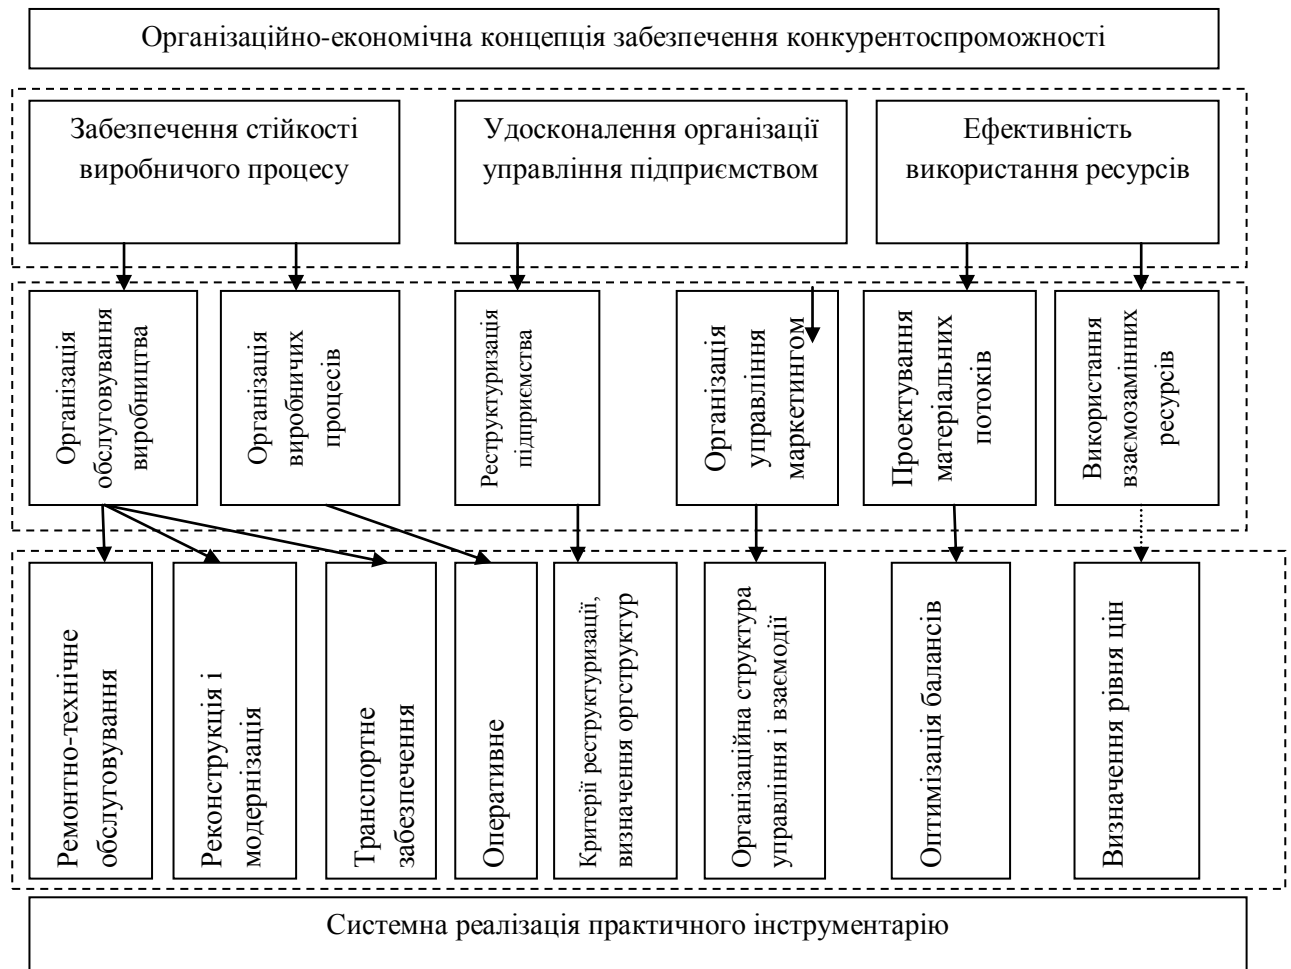 Організаційно-економічна концепція забезпечення конкурентоспроможності
Забезпечення стійкості
виробничого процесу
Удосконалення організації
управління підприємством
Ефективність
використання ресурсів
Організація
обслуговування
виробництва
Організація
виробничих
процесів
Реструктуризація
підприємства
Організація
управління
маркетингом
Проектування
матеріальних
потоків
Використання
взаємозамінних
ресурсів
Ремонтно-технічне
обслуговування
Реконструкція і
модернізація
Транспортне
забезпечення
Оперативне
Критерії реструктуризації,
визначення оргструктур
Організаційна структура
управління і взаємодії
Оптимізація балансів
Визначення рівня цін
Системна реалізація практичного інструментарію